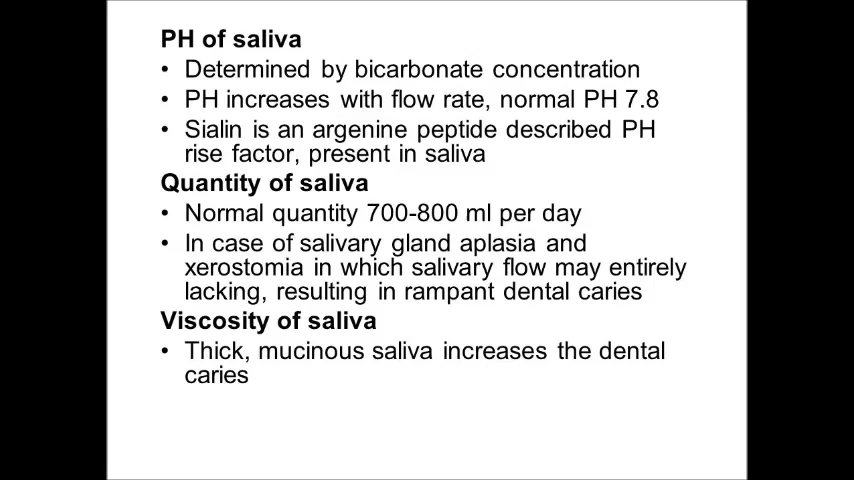 PH of saliva
• Determined by bicarbonate concentration
• PH increases with flow rate, normal PH 7.8
• Sialin is an argenine peptide described PH
rise factor, present in saliva
Quantity of saliva
• Normal quantity 700-800 ml per day
• In case of salivary gland aplasia and
xerostomia in which salivary flow may entirely
lacking, resulting in rampant dental caries
Viscosity of saliva
• Thick, mucinous saliva increases the dental
caries